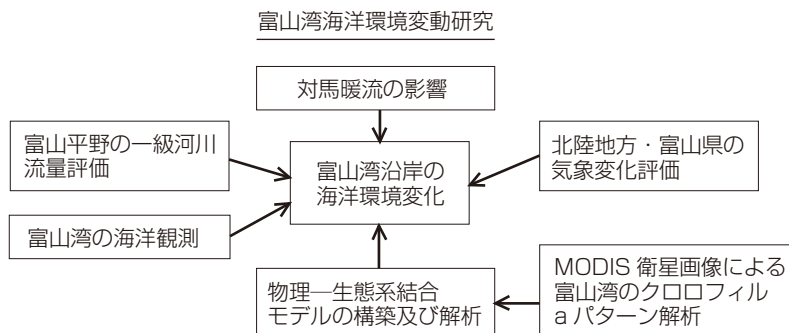 富山湾海洋環境変動研究
対馬暖流の影響
富山平野の一級河川
流量評価
北陸地方・富山県の
気象変化評価
富山湾沿岸の
海洋環境変化
富山湾の海洋観測
物理―生態系結合
モデルの構築及び解析
MODIS 衛星画像による
富山湾のクロロフィル
a パターン解析